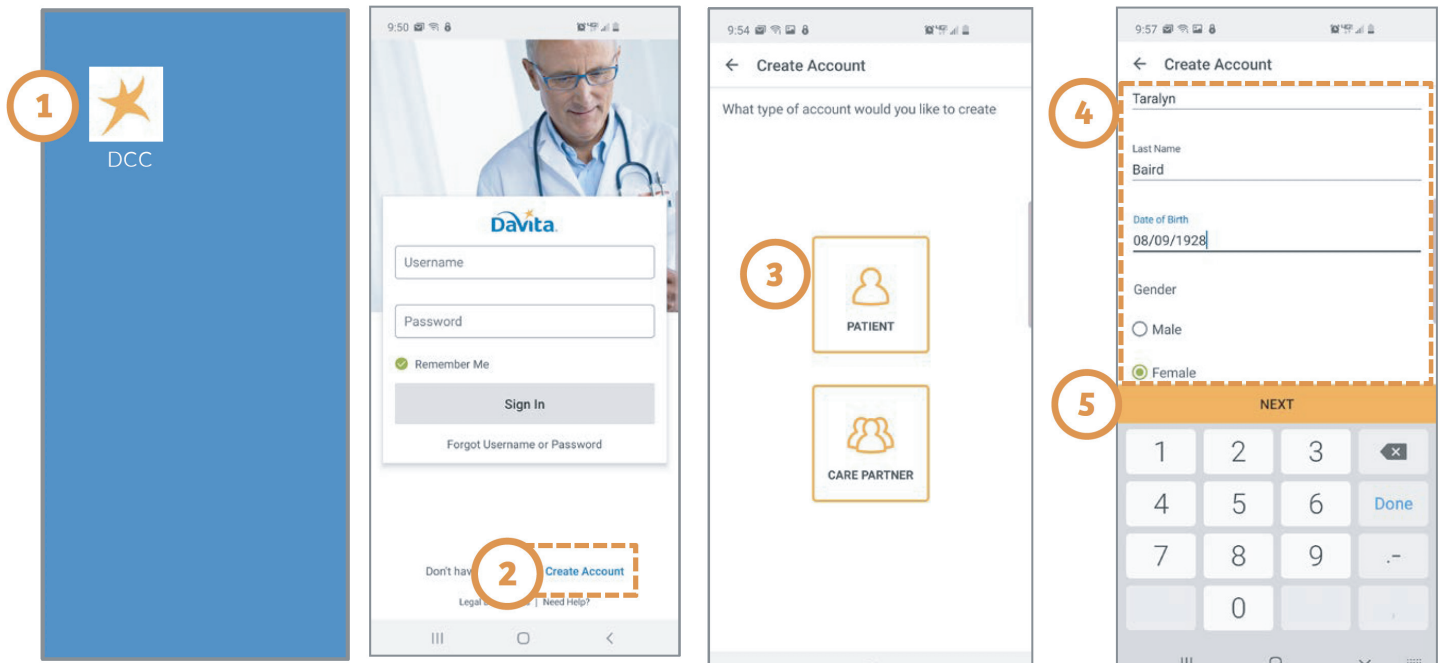 1
DCC
9:50
DaVita
Username
Password
Remember Me
Sign In
Forgot Username or Password
Don't hav
2
Create Account
Legal
| Need Help?
9:54
Create Account
What type of account would you like to create
3
PATIENT
CARE PARTNER
9:57
Create Account
4
Taralyn
Last Name
Baird
Date of Birth
08/09/1928
Gender
Male
Female
5
NEXT
1 2 3
4 5 6 Done
7 8 9 .-
0 ,